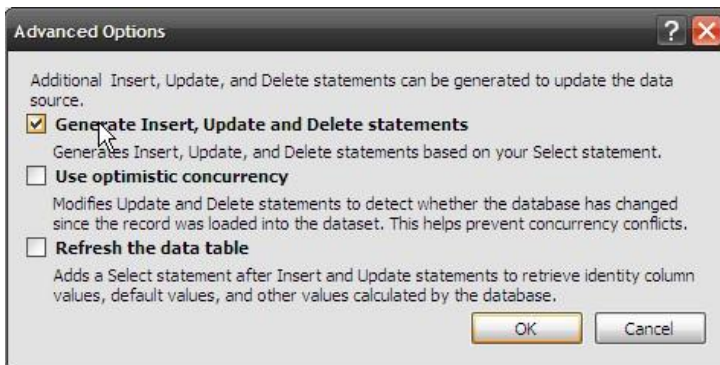 Advanced Options
Additional Insert, Update, and Delete statements can be generated to update the data
source.
Generate Insert, Update and Delete statements
Generates Insert, Update, and Delete statements based on your Select statement.
Use optimistic concurrency
Modifies Update and Delete statements to detect whether the database has changed
since the record was loaded into the dataset. This helps prevent concurrency conflicts.
Refresh the data table
Adds a Select statement after Insert and Update statements to retrieve identity column
values, default values, and other values calculated by the database.
OK Cancel